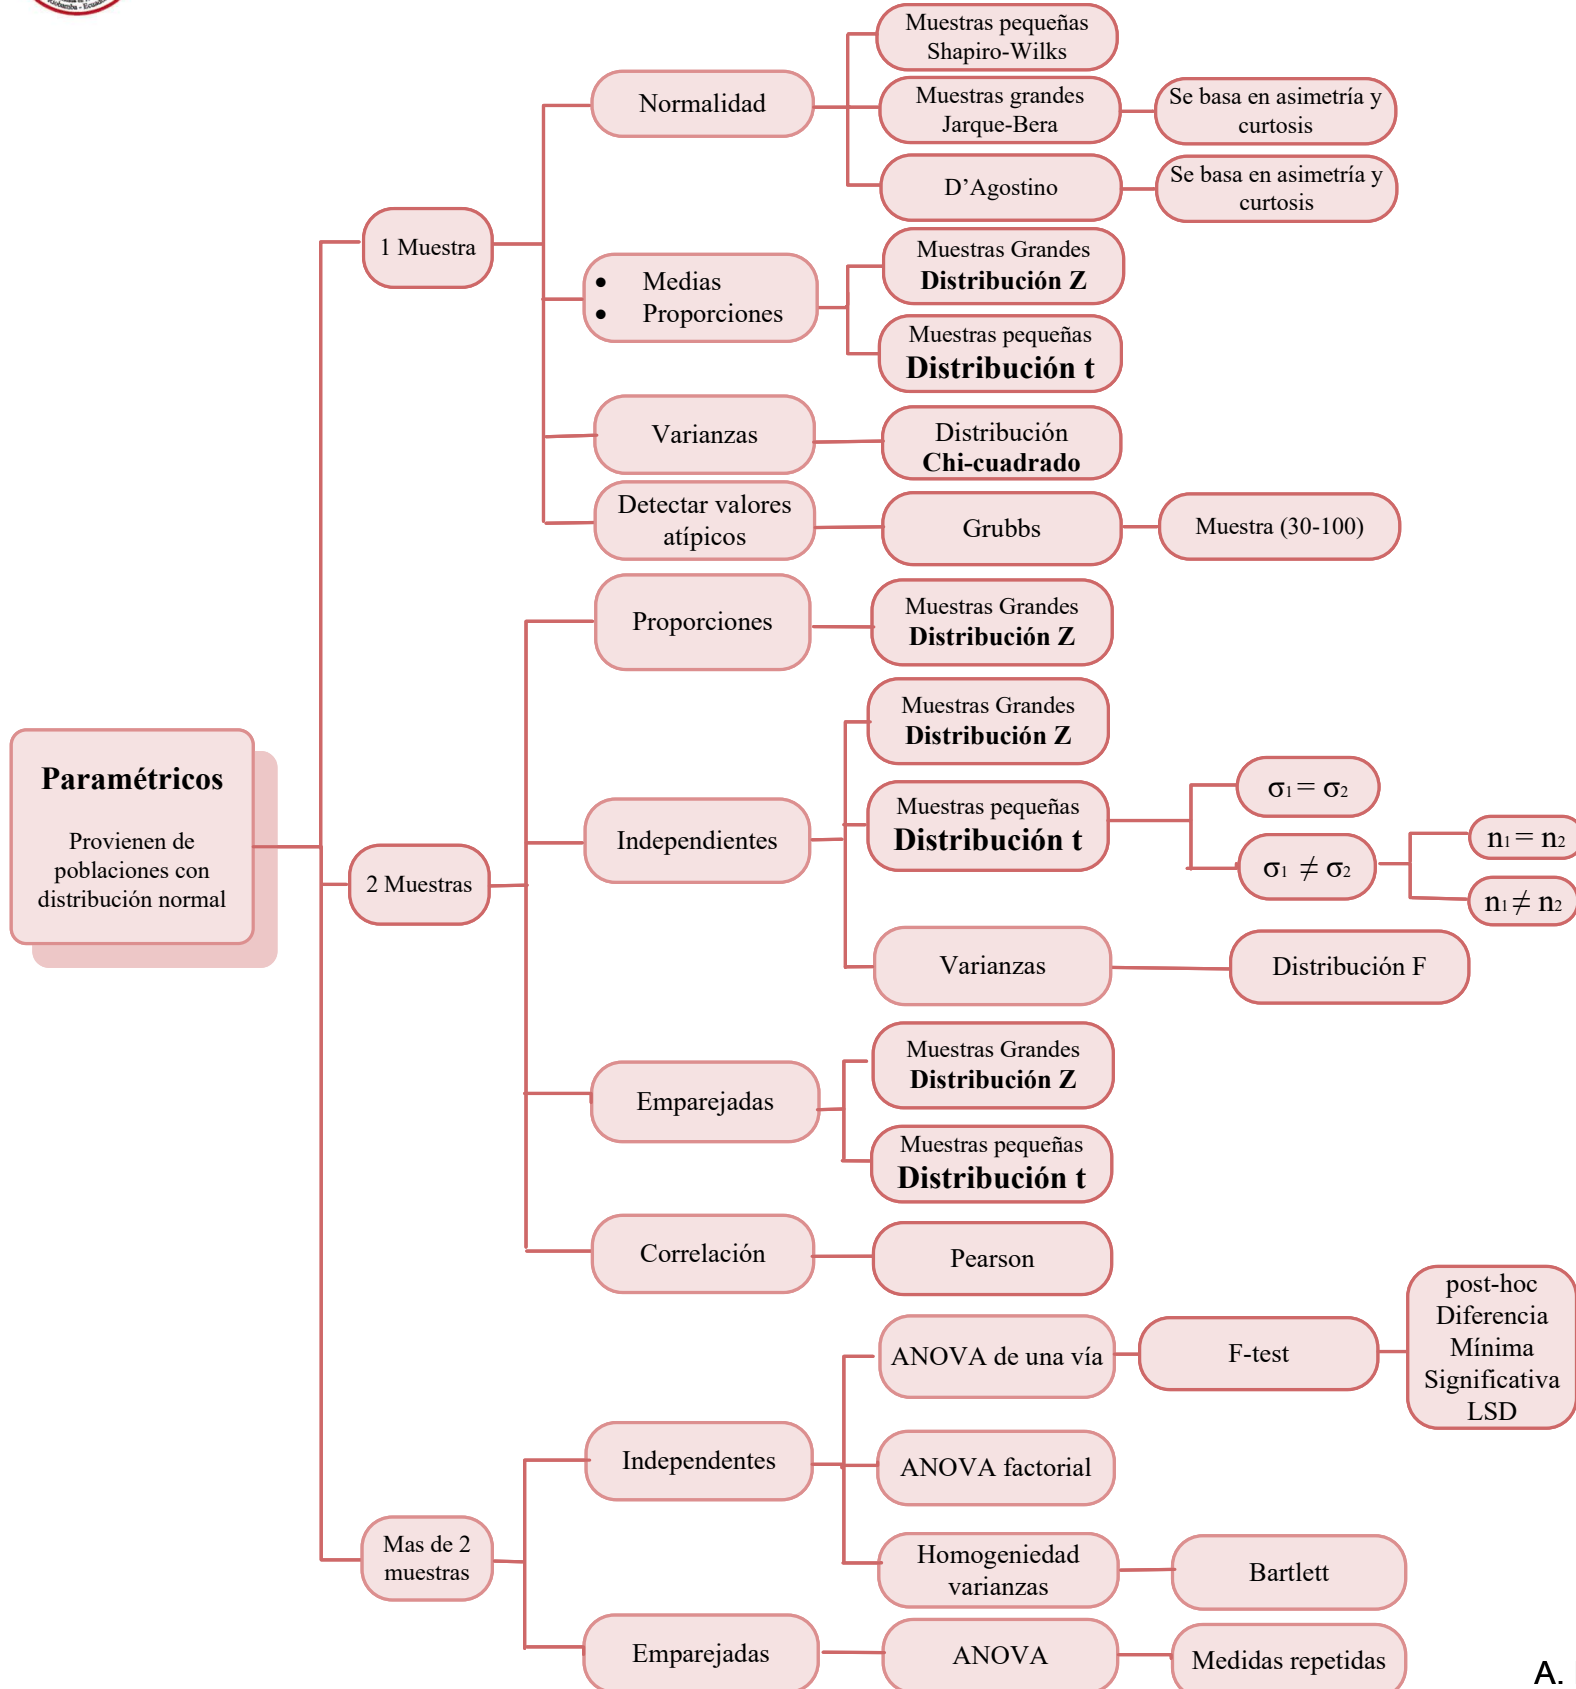 Riobamba - Ecuador
Muestras pequeñas
Shapiro-Wilks
Normalidad
Muestras grandes
Jarque-Bera
Se basa en asimetría y
curtosis
D’Agostino
Se basa en asimetría y
curtosis
1 Muestra
• Medias
• Proporciones
Muestras Grandes
Distribución Z
Muestras pequeñas
Distribución t
Varianzas
Distribución
Chi-cuadrado
Detectar valores
atípicos
Grubbs
Muestra (30-100)
Proporciones
Muestras Grandes
Distribución Z
Paramétricos
Provienen de
poblaciones con
distribución normal
2 Muestras
Independientes
Muestras Grandes
Distribución Z
Muestras pequeñas
Distribución t
σ₁ = σ₂
σ₁ ≠ σ₂
n₁ = n₂
n₁ ≠ n₂
Varianzas
Distribución F
Emparejadas
Muestras Grandes
Distribución Z
Muestras pequeñas
Distribución t
Correlación
Pearson
Mas de 2
muestras
Independentes
ANOVA de una vía
F-test
post-hoc
Diferencia
Mínima
Significativa
LSD
ANOVA factorial
Homogeniedad
varianzas
Bartlett
Emparejadas
ANOVA
Medidas repetidas
A.